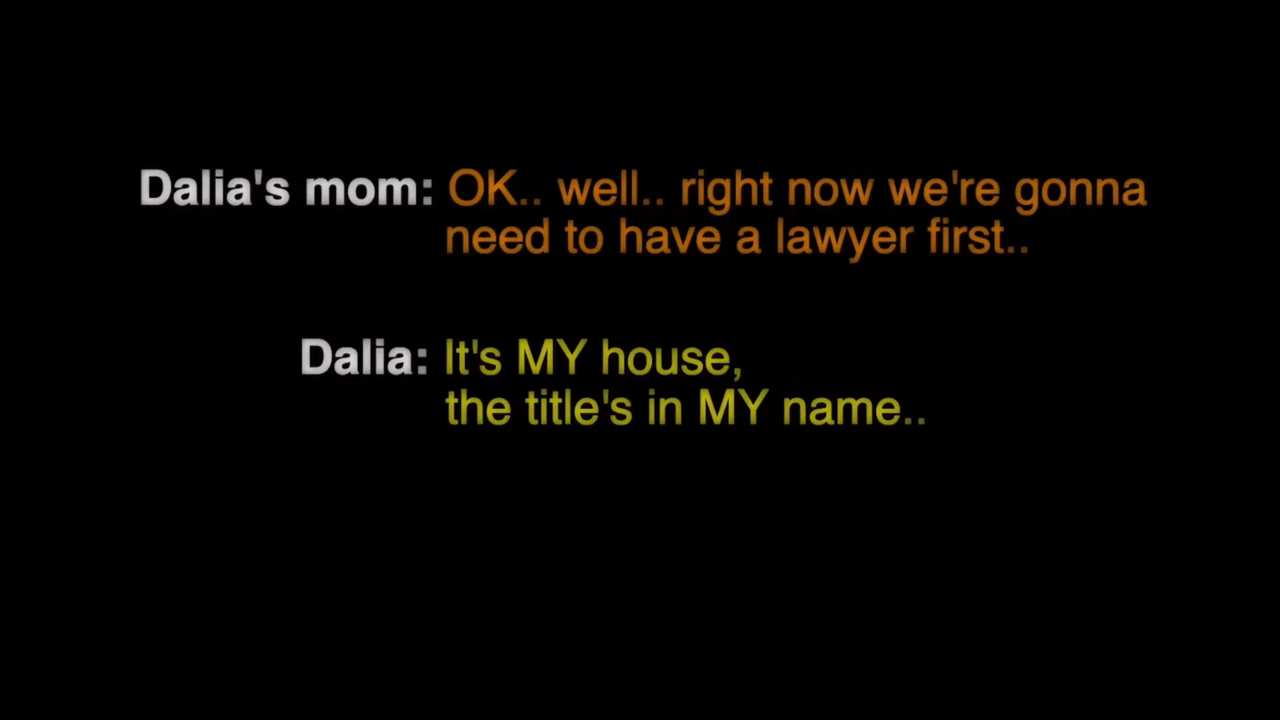 Dalia's mom: OK.. well.. right now we're gonna
need to have a lawyer first..
Dalia: It's MY house,
the title's in MY name..